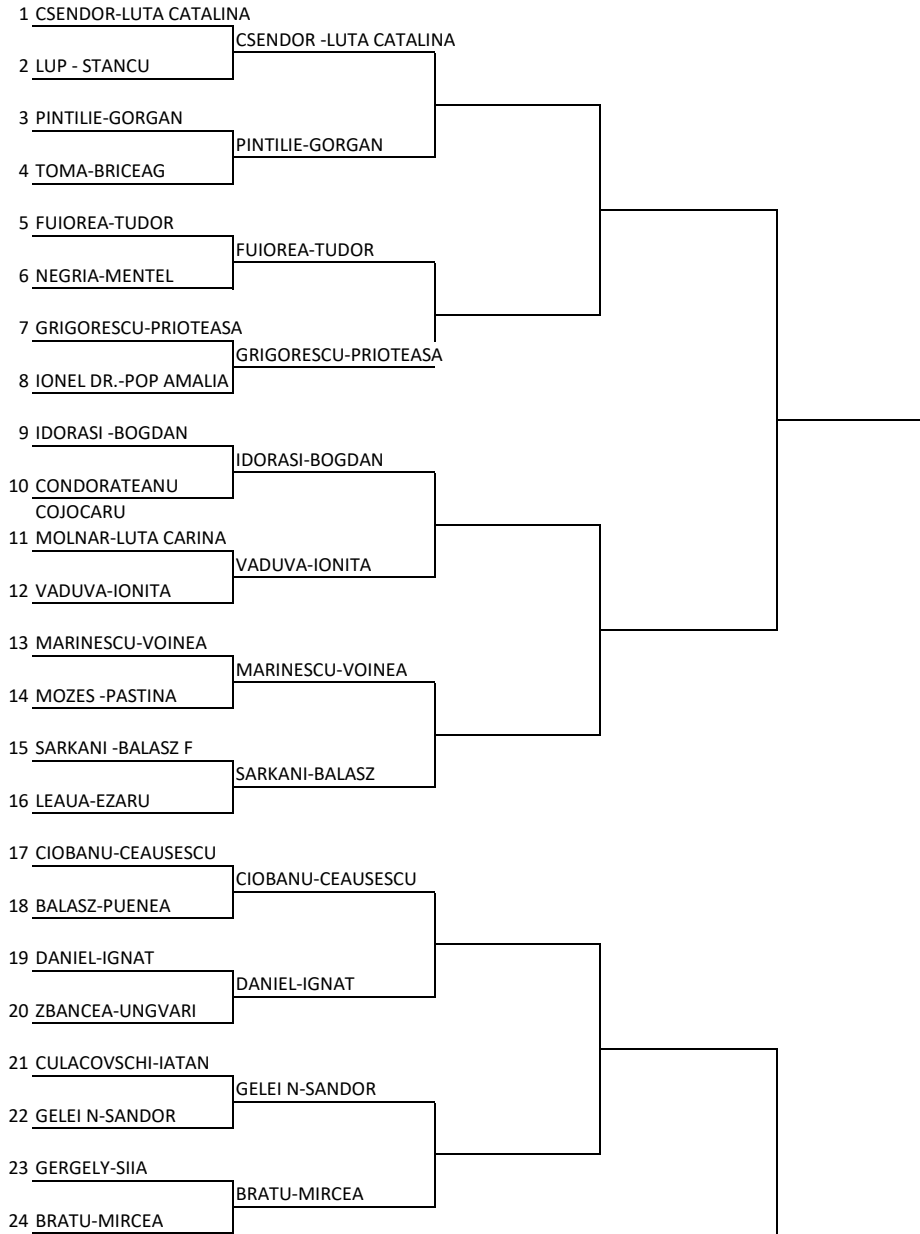 1 CSENDOR-LUTA CATALINA
CSENDOR -LUTA CATALINA
2 LUP - STANCU
3 PINTILIE-GORGAN
PINTILIE-GORGAN
4 TOMA-BRICEAG
5 FUIOREA-TUDOR
FUIOREA-TUDOR
6 NEGRIA-MENTEL
7 GRIGORESCU-PRIOTEASA
GRIGORESCU-PRIOTEASA
8 IONEL DR.-POP AMALIA
9 IDORASI -BOGDAN
IDORASI-BOGDAN
10 CONDORATEANU
COJOCARU
11 MOLNAR-LUTA CARINA
VADUVA-IONITA
12 VADUVA-IONITA
13 MARINESCU-VOINEA
MARINESCU-VOINEA
14 MOZES -PASTINA
15 SARKANI -BALASZ F
SARKANI-BALASZ
16 LEAUA-EZARU
17 CIOBANU-CEAUSESCU
CIOBANU-CEAUSESCU
18 BALASZ-PUENEA
19 DANIEL-IGNAT
DANIEL-IGNAT
20 ZBANCEA-UNGVARI
21 CULACOVSCHI-IATAN
GELEI N-SANDOR
22 GELEI N-SANDOR
23 GERGELY-SIIA
BRATU-MIRCEA
24 BRATU-MIRCEA